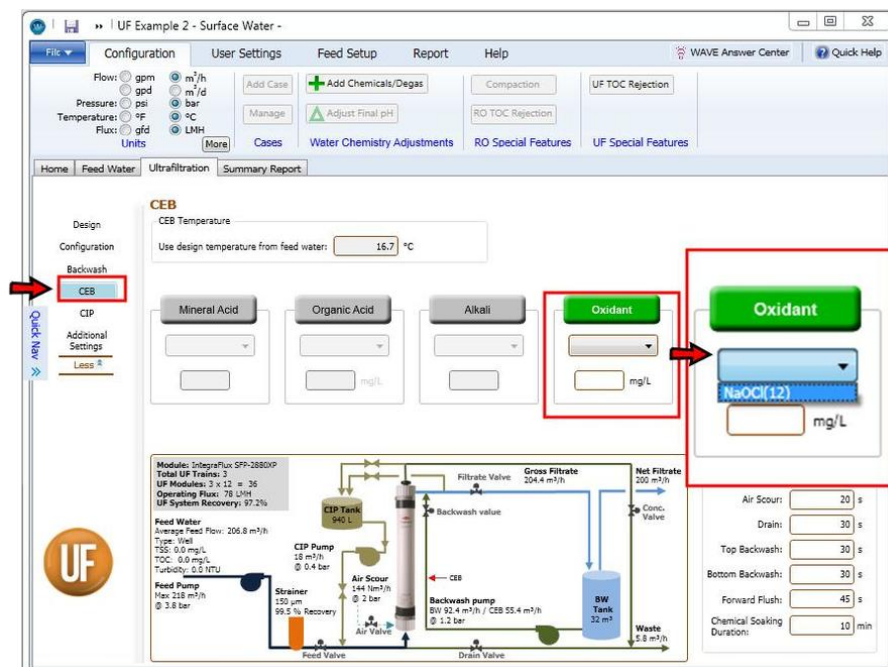 UF Example 2 - Surface Water -
File
Configuration
User Settings
Feed Setup
Report
Help
WAVE Answer Center
Quick Help
Flow: gpm m³/h
gpd m³/d
Pressure: psi bar
Temperature: ºF ºC
Flux: gfd LMH
Units
More
Add Case
Manage
Cases
Add Chemicals/Degas
Adjust Final pH
Water Chemistry Adjustments
Compaction
RO TOC Rejection
RO Special Features
UF TOC Rejection
UF Special Features
Home
Feed Water
Ultrafiltration
Summary Report
Design
Configuration
Backwash
CEB
CIP
Additional
Settings
Less
Quick Nav
CEB
CEB Temperature
Use design temperature from feed water: 16.7 ºC
Mineral Acid
Organic Acid
mg/L
Alkali
Oxidant
mg/L
Oxidant
NaOCl(12)
mg/L
UF
Module: IntegraFlux SFP-2880XP
Total UF Trains: 3
UF Modules: 3 x 12 = 36
Operating Flux: 78 LMH
UF System Recovery: 97.2%
Feed Water
Average Feed Flow: 206.8 m³/h
Type: Well
TSS: 0.0 mg/L
TOC: 0.0 mg/L
Turbidity: 0.0 NTU
Feed Pump
Max 218 m³/h
@ 3.8 bar
Strainer
150 µm
99.5 % Recovery
CIP Tank
940 L
CIP Pump
18 m³/h
@ 0.4 bar
Air Scour
144 Nm³/h
@ 2 bar
Air Valve
Feed Valve
Filtrate Valve
Backwash value
Gross Filtrate
204.4 m³/h
Net Filtrate
200 m³/h
Conc.
Valve
CEB
Backwash pump
BW 92.4 m³/h / CEB 55.4 m³/h
@ 1.2 bar
BW
Tank
32 m³
Drain Valve
Waste
5.8 m³/h
Air Scour: 20 s
Drain: 30 s
Top Backwash: 30 s
Bottom Backwash: 30 s
Forward Flush: 45 s
Chemical Soaking
Duration: 10 min